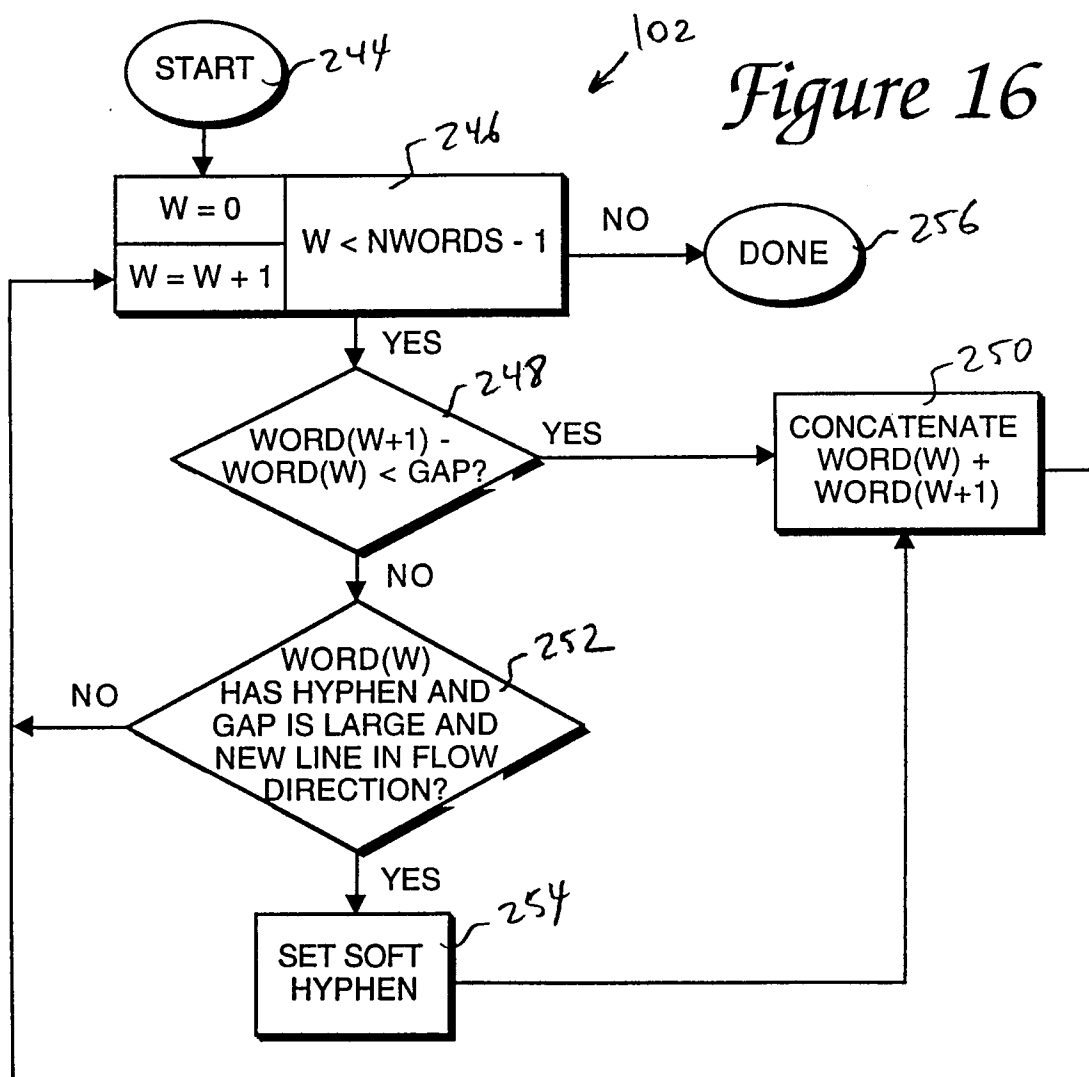 102
Figure 16
START
244
246
W = 0
W = W + 1
W < NWORDS - 1
NO
DONE
256
YES
248
WORD(W+1) -
WORD(W) < GAP?
YES
250
CONCATENATE
WORD(W) +
WORD(W+1)
NO
252
WORD(W)
HAS HYPHEN AND
GAP IS LARGE AND
NEW LINE IN FLOW
DIRECTION?
NO
YES
254
SET SOFT
HYPHEN